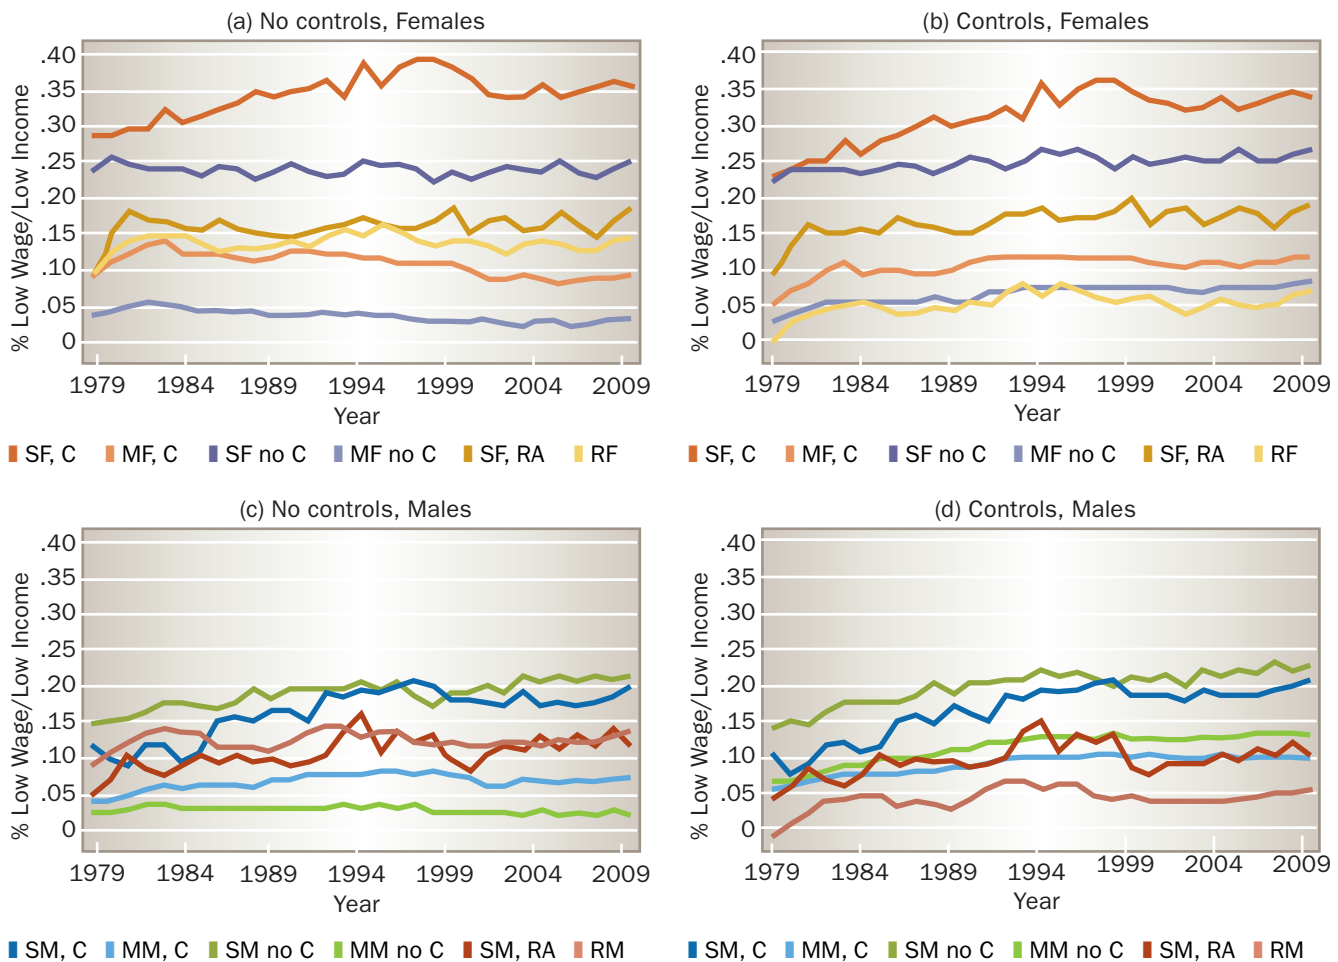 (a) No controls, Females
% Low Wage/Low Income
.40
.35
.30
.25
.20
.15
.10
.05
0
1979 1984 1989 1994 1999 2004 2009
Year
SF, C MF, C SF no C MF no C SF, RA RF
(b) Controls, Females
% Low Wage/Low Income
.40
.35
.30
.25
.20
.15
.10
.05
0
1979 1984 1989 1994 1999 2004 2009
Year
SF, C MF, C SF no C MF no C SF, RA RF
(c) No controls, Males
% Low Wage/Low Income
.40
.35
.30
.25
.20
.15
.10
.05
0
1979 1984 1989 1994 1999 2004 2009
Year
SM, C MM, C SM no C MM no C SM, RA RM
(d) Controls, Males
% Low Wage/Low Income
.40
.35
.30
.25
.20
.15
.10
.05
0
1979 1984 1989 1994 1999 2004 2009
Year
SM, C MM, C SM no C MM no C SM, RA RM